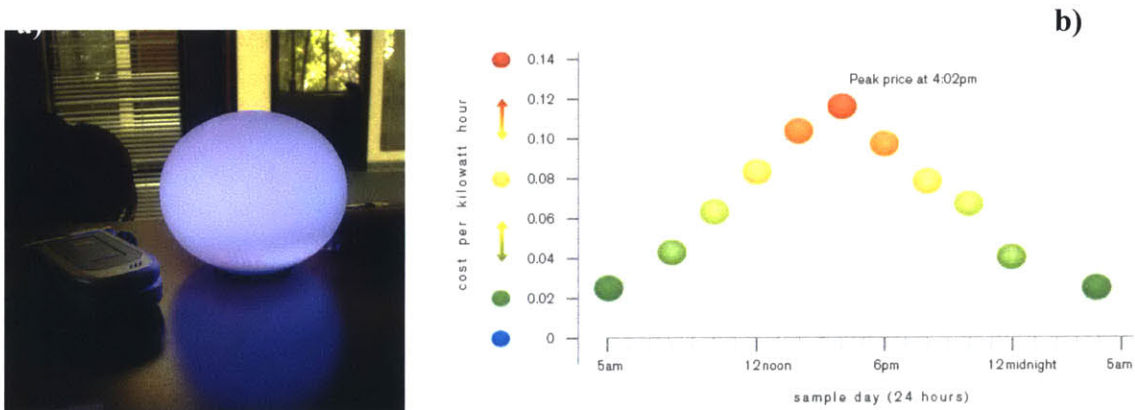 a)
b)
Peak price at 4:02pm
cost per kilowatt hour
0.14
0.12
0.10
0.08
0.06
0.04
0.02
0
5am
12noon
6pm
12midnight
5am
sample day (24 hours)